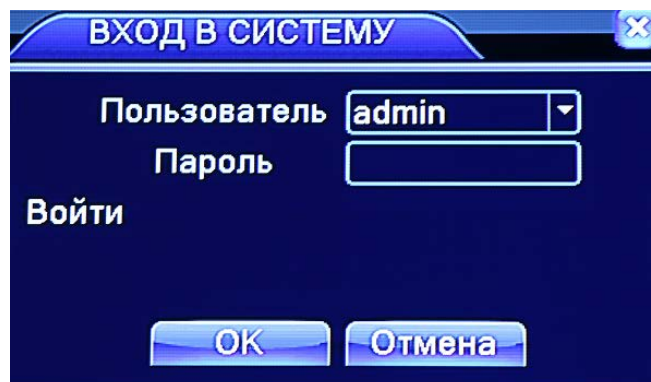 ВХОД В СИСТЕМУ
Пользователь admin
Пароль
Войти
OK Отмена